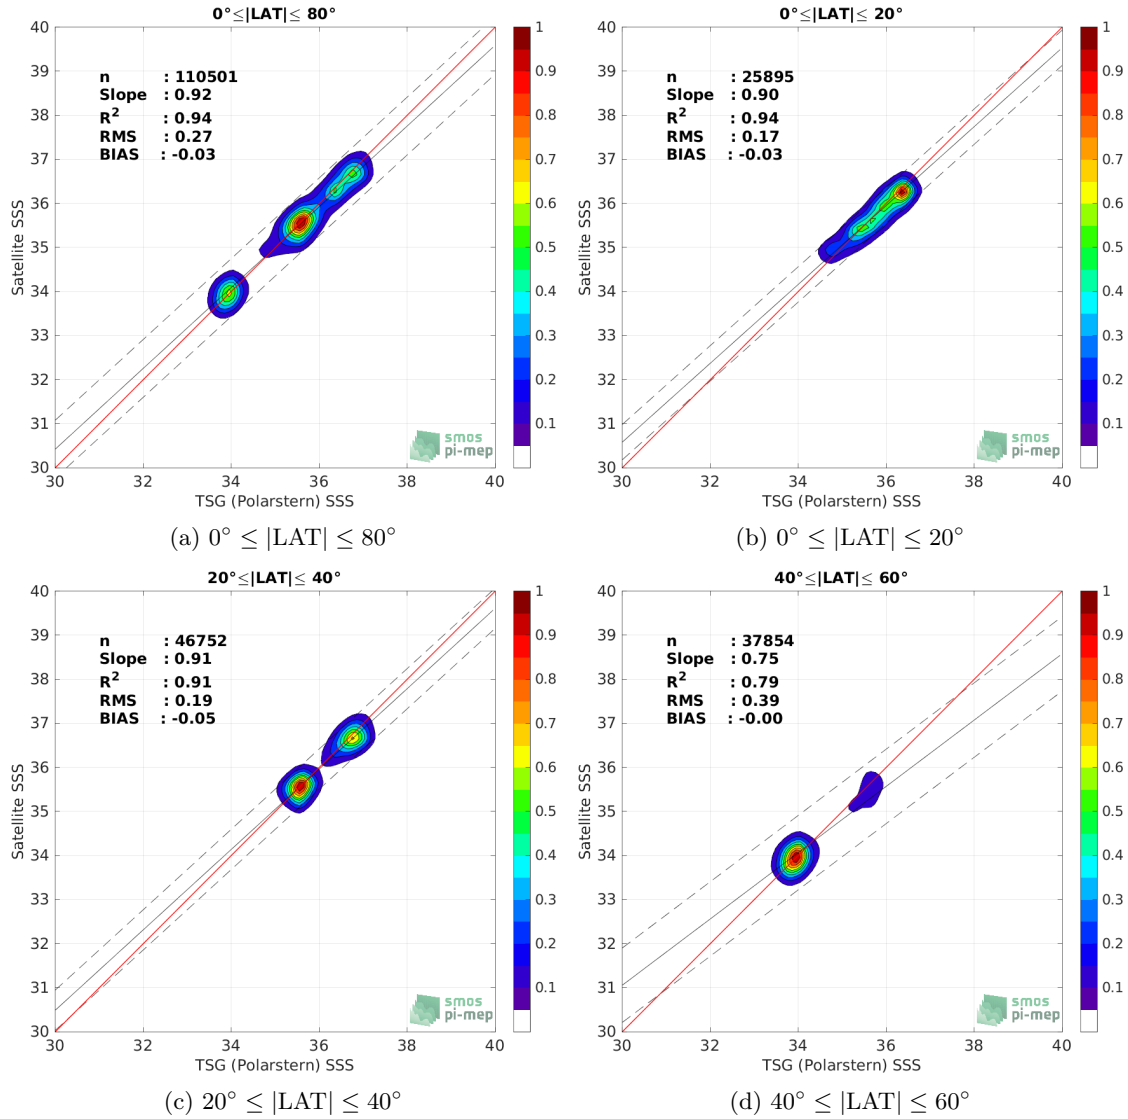 0°≤|LAT|≤ 80°
40
39
38
37
36
35
34
33
32
31
30
Satellite SSS
n : 110501
Slope : 0.92
R² : 0.94
RMS : 0.27
BIAS : -0.03
smos
pi-mep
30 32 34 36 38 40
TSG (Polarstern) SSS
1
0.9
0.8
0.7
0.6
0.5
0.4
0.3
0.2
0.1
(a) 0° ≤ |LAT| ≤ 80°
0°≤|LAT|≤ 20°
40
39
38
37
36
35
34
33
32
31
30
Satellite SSS
n : 25895
Slope : 0.90
R² : 0.94
RMS : 0.17
BIAS : -0.03
smos
pi-mep
30 32 34 36 38 40
TSG (Polarstern) SSS
1
0.9
0.8
0.7
0.6
0.5
0.4
0.3
0.2
0.1
(b) 0° ≤ |LAT| ≤ 20°
20°≤|LAT|≤ 40°
40
39
38
37
36
35
34
33
32
31
30
Satellite SSS
n : 46752
Slope : 0.91
R² : 0.91
RMS : 0.19
BIAS : -0.05
smos
pi-mep
30 32 34 36 38 40
TSG (Polarstern) SSS
1
0.9
0.8
0.7
0.6
0.5
0.4
0.3
0.2
0.1
(c) 20° ≤ |LAT| ≤ 40°
40°≤|LAT|≤ 60°
40
39
38
37
36
35
34
33
32
31
30
Satellite SSS
n : 37854
Slope : 0.75
R² : 0.79
RMS : 0.39
BIAS : -0.00
smos
pi-mep
30 32 34 36 38 40
TSG (Polarstern) SSS
1
0.9
0.8
0.7
0.6
0.5
0.4
0.3
0.2
0.1
(d) 40° ≤ |LAT| ≤ 60°